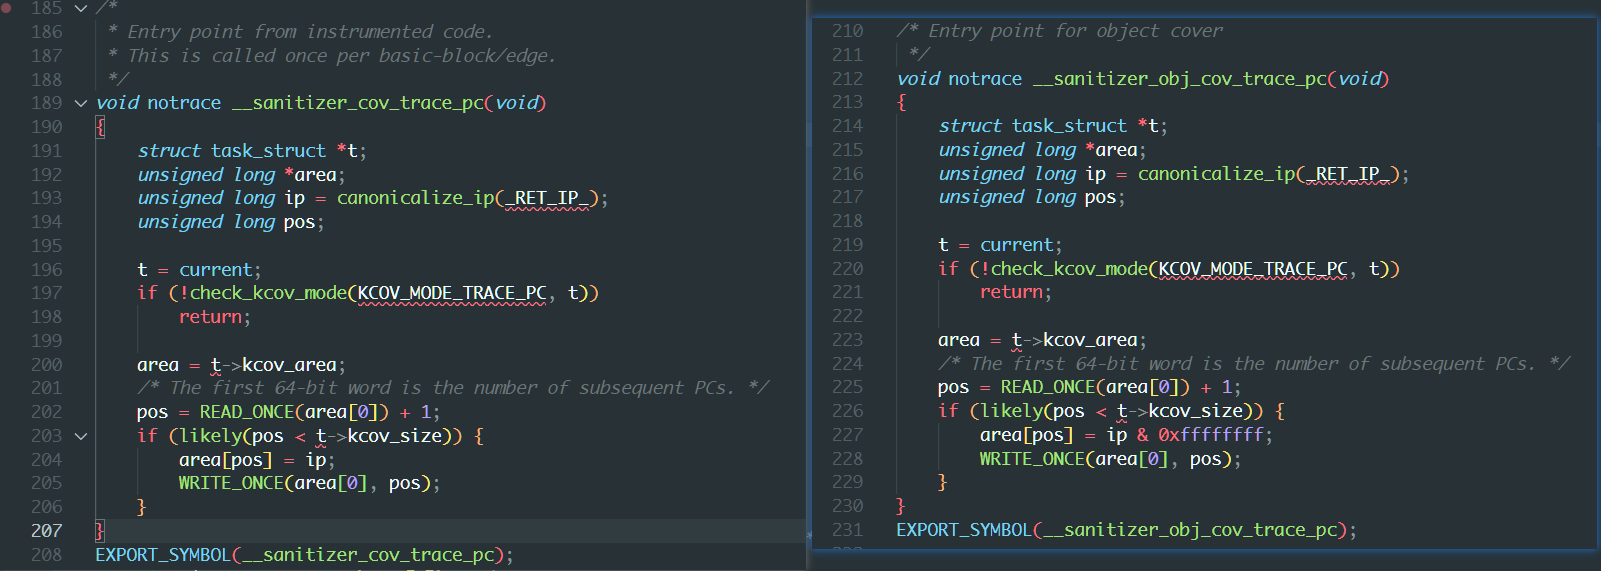 185 /*
186  * Entry point from instrumented code.
187  * This is called once per basic-block/edge.
188  */
189 void notrace __sanitizer_cov_trace_pc(void)
190 {
191     struct task_struct *t;
192     unsigned long *area;
193     unsigned long ip = canonicalize_ip(_RET_IP_);
194     unsigned long pos;
195
196     t = current;
197     if (!check_kcov_mode(KCOV_MODE_TRACE_PC, t))
198         return;
199
200     area = t->kcov_area;
201     /* The first 64-bit word is the number of subsequent PCs. */
202     pos = READ_ONCE(area[0]) + 1;
203     if (likely(pos < t->kcov_size)) {
204         area[pos] = ip;
205         WRITE_ONCE(area[0], pos);
206     }
207 }
208 EXPORT_SYMBOL(__sanitizer_cov_trace_pc);
210 /* Entry point for object cover
211  */
212 void notrace __sanitizer_obj_cov_trace_pc(void)
213 {
214     struct task_struct *t;
215     unsigned long *area;
216     unsigned long ip = canonicalize_ip(_RET_IP_);
217     unsigned long pos;
218
219     t = current;
220     if (!check_kcov_mode(KCOV_MODE_TRACE_PC, t))
221         return;
222
223     area = t->kcov_area;
224     /* The first 64-bit word is the number of subsequent PCs. */
225     pos = READ_ONCE(area[0]) + 1;
226     if (likely(pos < t->kcov_size)) {
227         area[pos] = ip & 0xffffffff;
228         WRITE_ONCE(area[0], pos);
229     }
230 }
231 EXPORT_SYMBOL(__sanitizer_obj_cov_trace_pc);